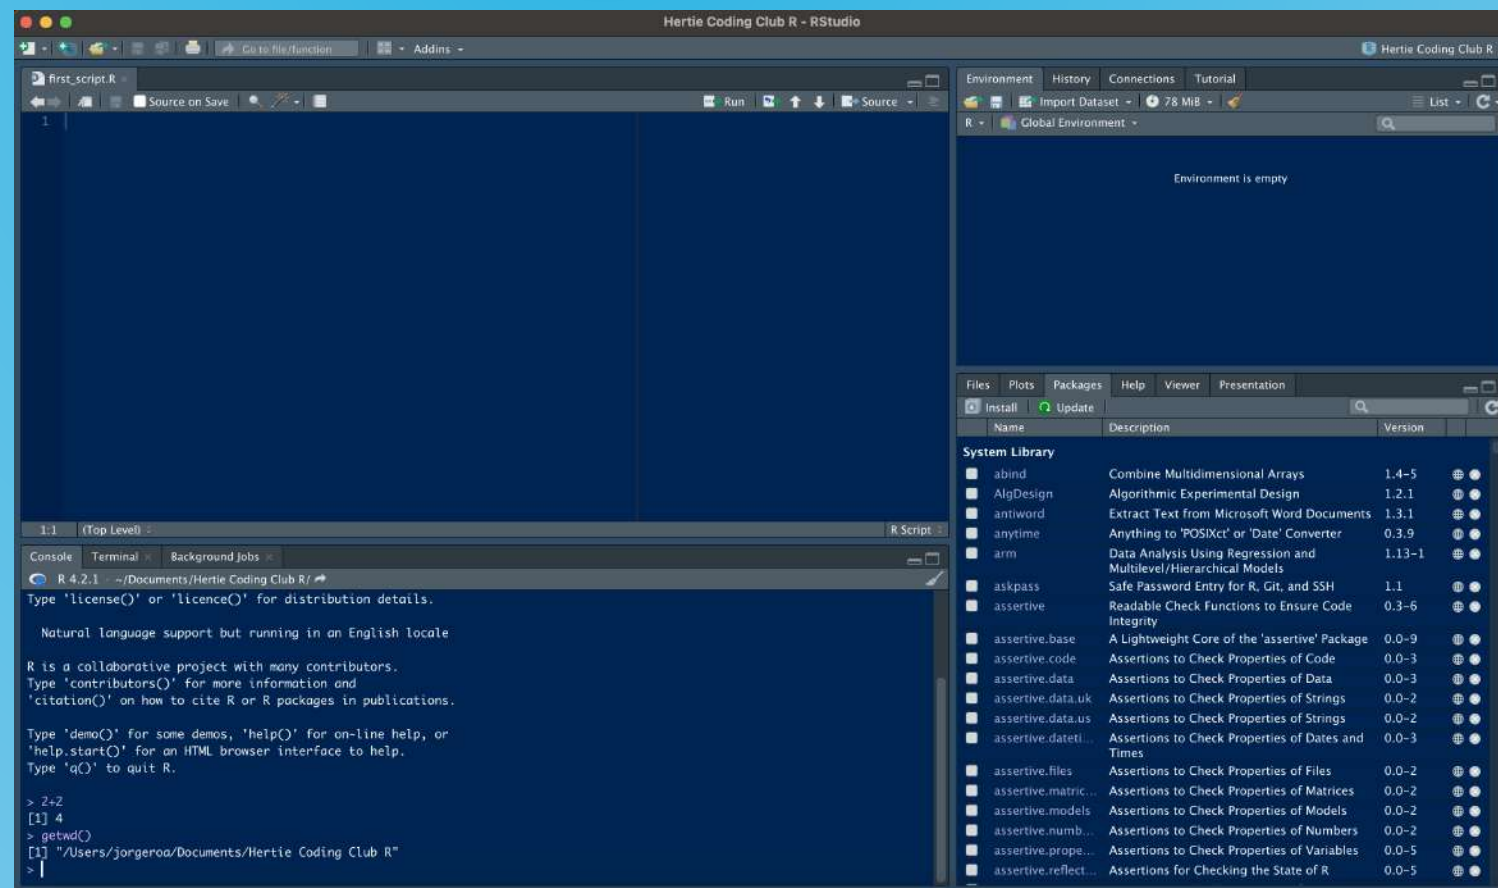 Hertie Coding Club R - RStudio
Go to file/function
Addins
Hertie Coding Club R
first_script.R
Source on Save
Run
Source
1
1:1
(Top Level)
R Script
Console
Terminal
Background Jobs
R 4.2.1 · ~/Documents/Hertie Coding Club R/
Type 'license()' or 'licence()' for distribution details.
Natural language support but running in an English locale
R is a collaborative project with many contributors.
Type 'contributors()' for more information and
'citation()' on how to cite R or R packages in publications.
Type 'demo()' for some demos, 'help()' for on-line help, or
'help.start()' for an HTML browser interface to help.
Type 'q()' to quit R.
> 2+2
[1] 4
> getwd()
[1] "/Users/jorgeroa/Documents/Hertie Coding Club R"
>
Environment
History
Connections
Tutorial
Import Dataset
78 MiB
List
R
Global Environment
Environment is empty
Files
Plots
Packages
Help
Viewer
Presentation
Install
Update
Name
Description
Version
System Library
abind Combine Multidimensional Arrays 1.4-5
AlgDesign Algorithmic Experimental Design 1.2.1
antiword Extract Text from Microsoft Word Documents 1.3.1
anytime Anything to 'POSIXct' or 'Date' Converter 0.3.9
arm Data Analysis Using Regression and 1.13-1
Multilevel/Hierarchical Models
askpass Safe Password Entry for R, Git, and SSH 1.1
assertive Readable Check Functions to Ensure Code 0.3-6
Integrity
assertive.base A Lightweight Core of the 'assertive' Package 0.0-9
assertive.code Assertions to Check Properties of Code 0.0-3
assertive.data Assertions to Check Properties of Data 0.0-3
assertive.data.uk Assertions to Check Properties of Strings 0.0-2
assertive.data.us Assertions to Check Properties of Strings 0.0-2
assertive.dateti... Assertions to Check Properties of Dates and 0.0-3
Times
assertive.files Assertions to Check Properties of Files 0.0-2
assertive.matric... Assertions to Check Properties of Matrices 0.0-2
assertive.models Assertions to Check Properties of Models 0.0-2
assertive.numb... Assertions to Check Properties of Numbers 0.0-2
assertive.prope... Assertions to Check Properties of Variables 0.0-5
assertive.reflect... Assertions for Checking the State of R 0.0-5